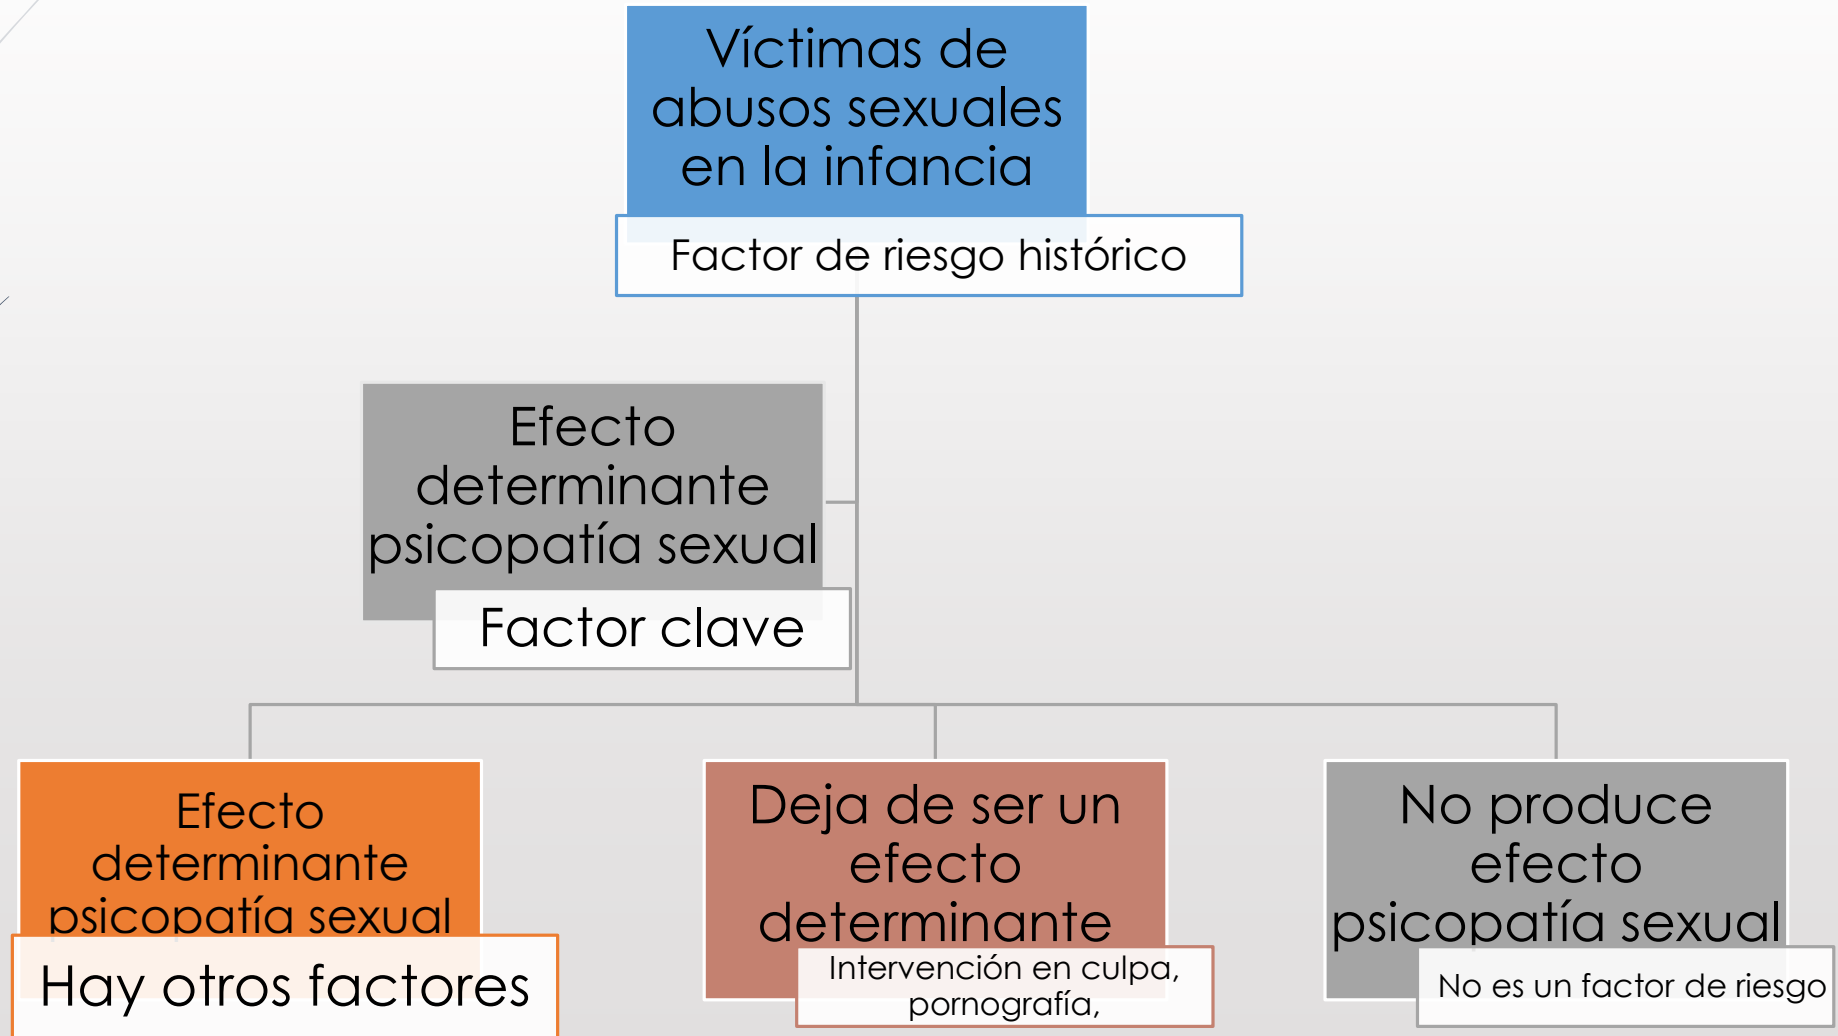 Víctimas de
abusos sexuales
en la infancia
Factor de riesgo histórico
Efecto
determinante
psicopatía sexual
Factor clave
Efecto
determinante
psicopatía sexual
Hay otros factores
Deja de ser un
efecto
determinante
Intervención en culpa,
pornografía,
No produce
efecto
psicopatía sexual
No es un factor de riesgo